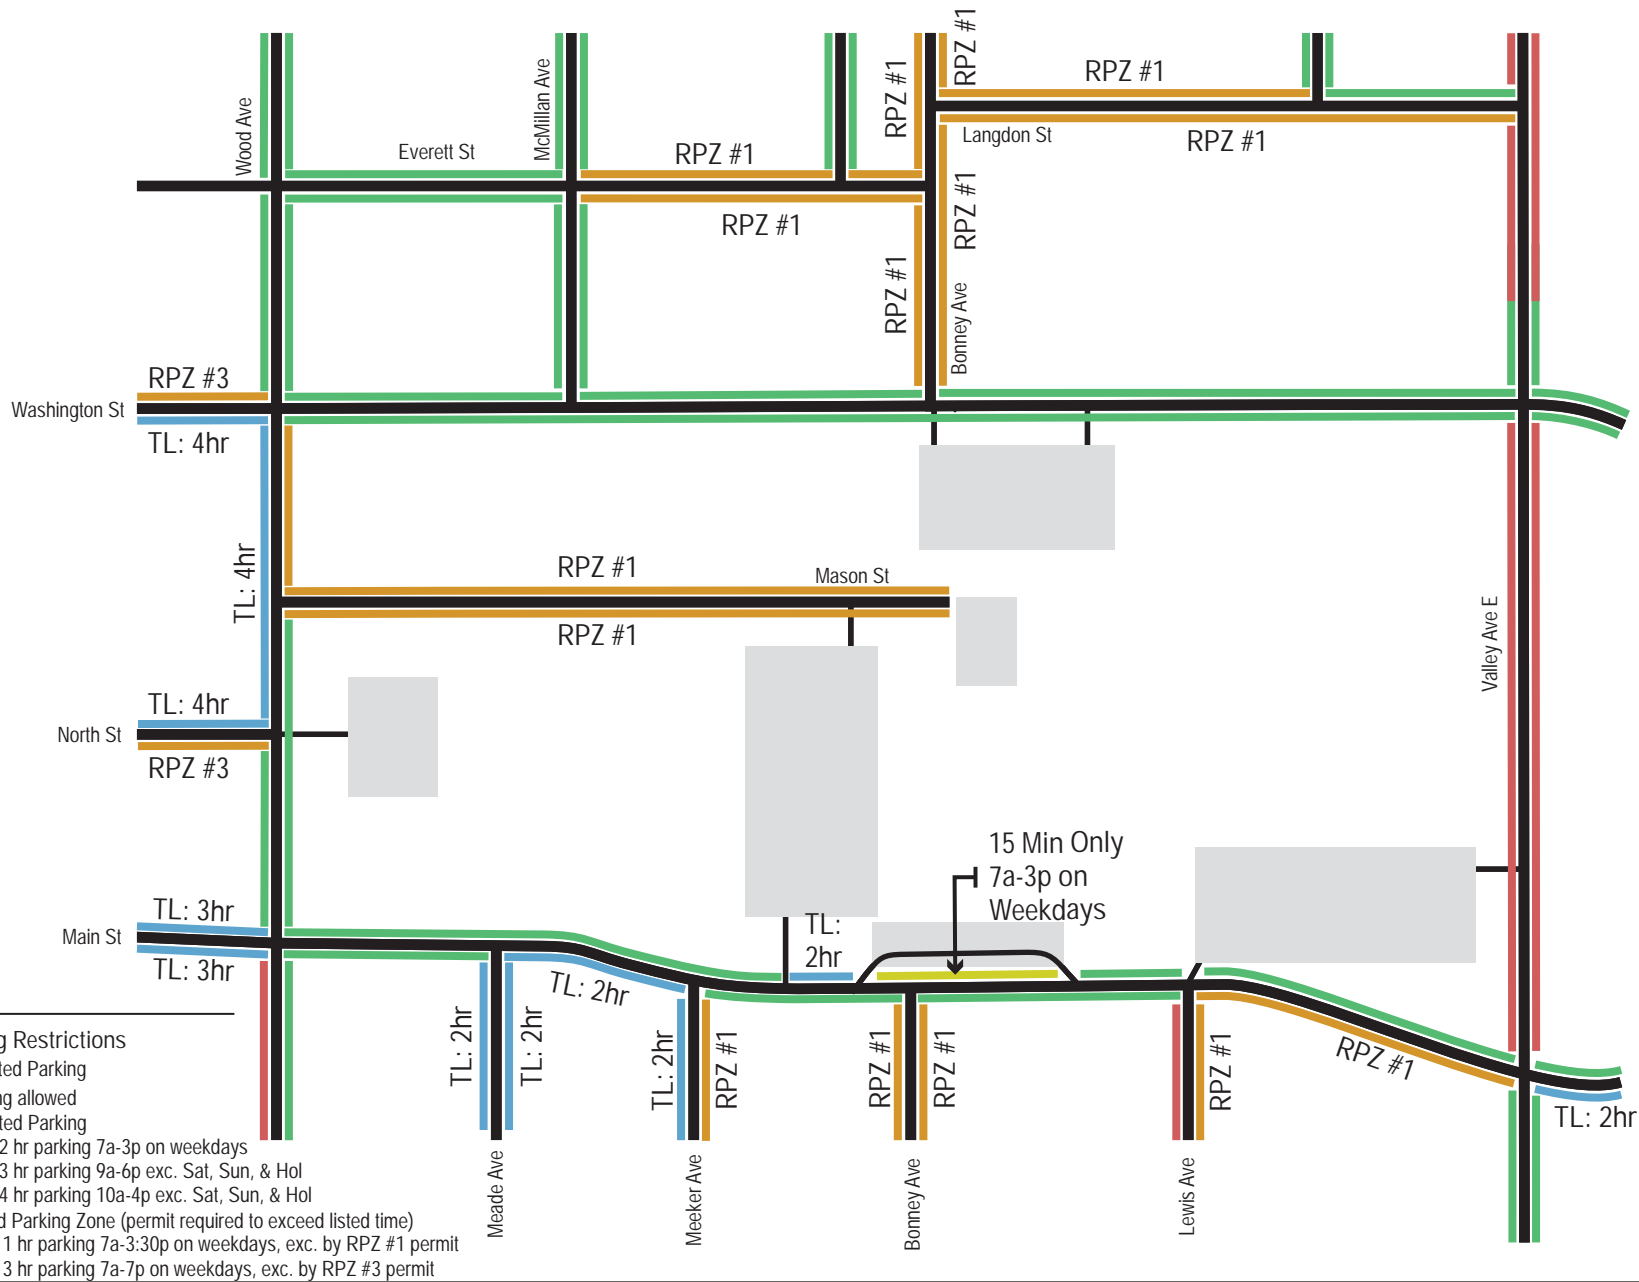 RPZ #1
RPZ #1
Wood Ave
McMillan Ave
Everett St
RPZ #1
RPZ #1
RPZ #1
RPZ #1
Langdon St
RPZ #1
RPZ #1
RPZ #1
Bonney Ave
RPZ #3
Washington St
TL: 4hr
TL: 4hr
RPZ #1
Mason St
RPZ #1
Valley Ave E
TL: 4hr
North St
RPZ #3
15 Min Only
7a-3p on
Weekdays
TL: 3hr
Main St
TL: 3hr
TL:
2hr
TL: 2hr
TL: 2hr
TL: 2hr
TL: 2hr
RPZ #1
RPZ #1
RPZ #1
RPZ #1
RPZ #1
TL: 2hr
Meade Ave
Meeker Ave
Bonney Ave
Lewis Ave
Restrictions
Parking
allowed
Parking
2 hr parking 7a-3p on weekdays
3 hr parking 9a-6p exc. Sat, Sun, & Hol
4 hr parking 10a-4p exc. Sat, Sun, & Hol
Parking Zone (permit required to exceed listed time)
1 hr parking 7a-3:30p on weekdays, exc. by RPZ #1 permit
3 hr parking 7a-7p on weekdays, exc. by RPZ #3 permit